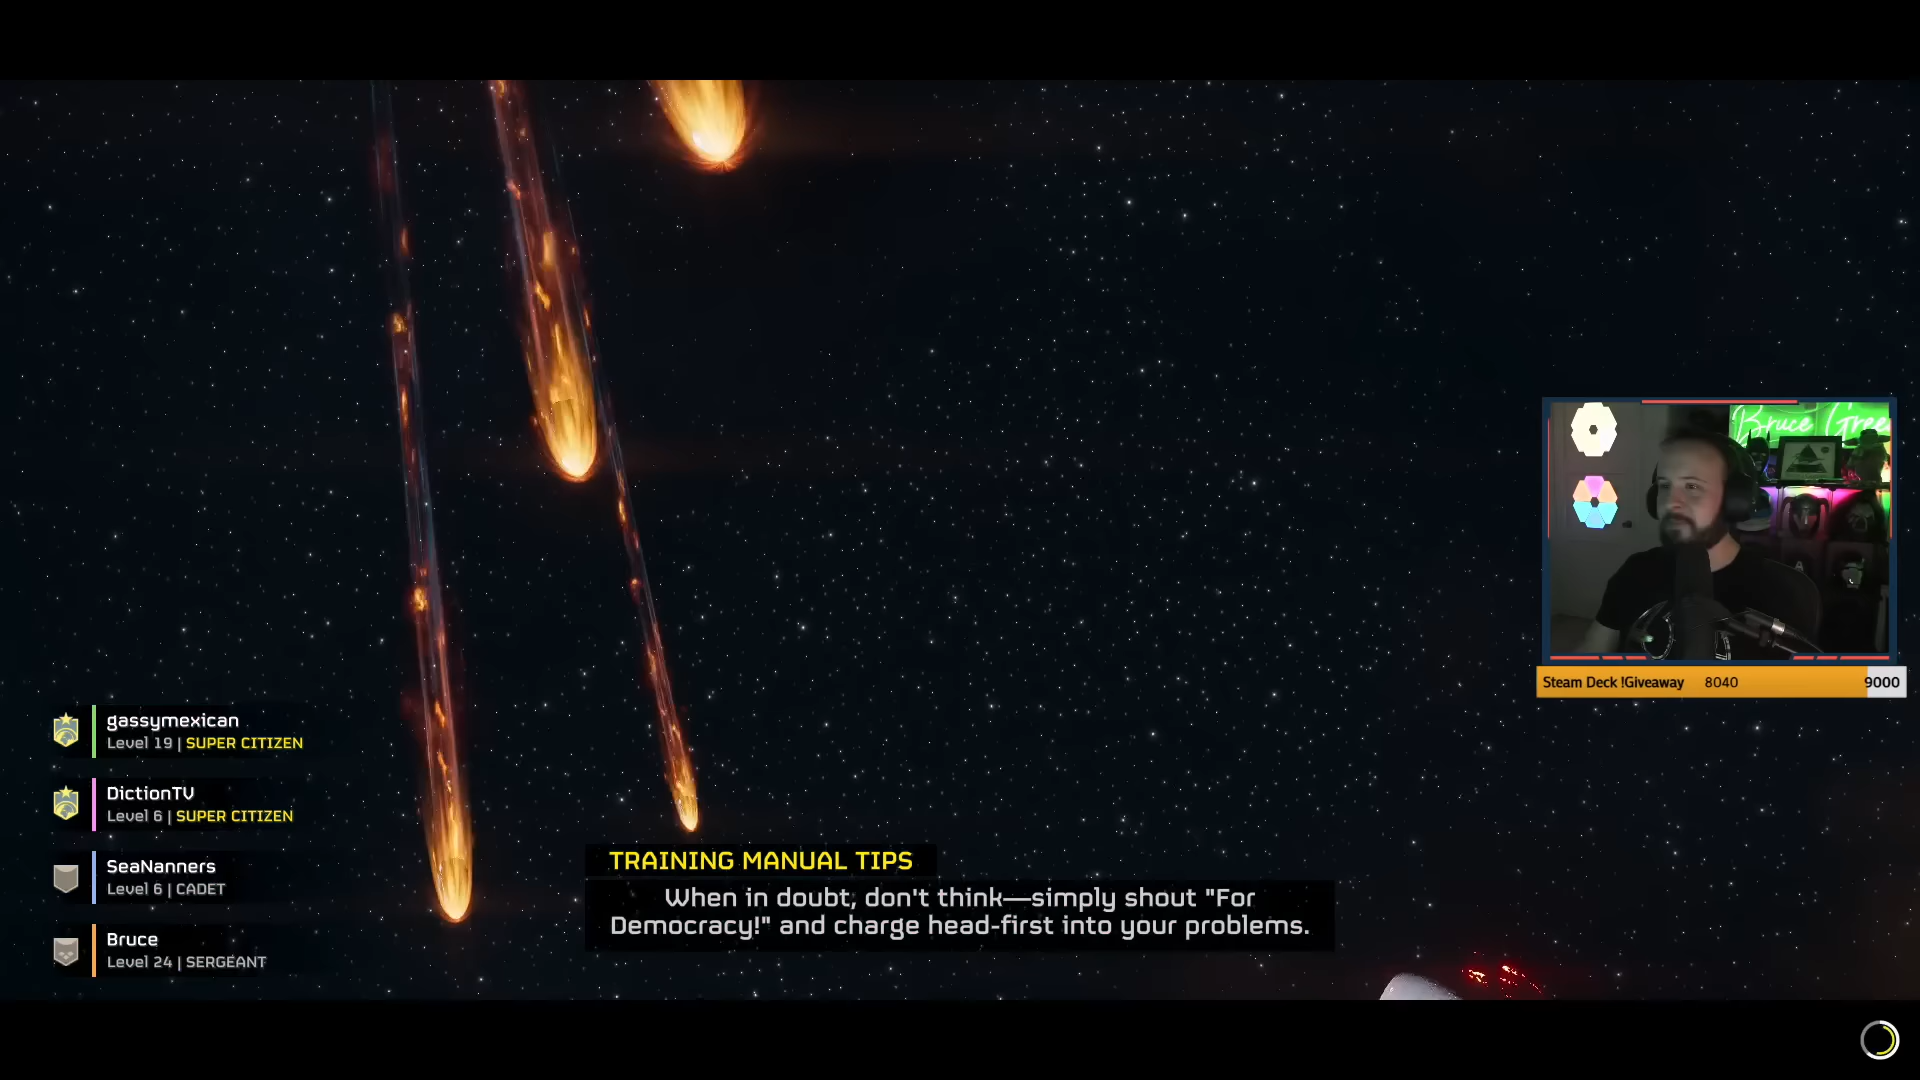 Bruce Gree
Steam Deck !Giveaway 8040 9000
gassymexican
Level 19 | SUPER CITIZEN
DictionTV
Level 6 | SUPER CITIZEN
SeaNanners
Level 6 | CADET
Bruce
Level 24 | SERGEANT
TRAINING MANUAL TIPS
When in doubt, don't think—simply shout "For
Democracy!" and charge head-first into your problems.